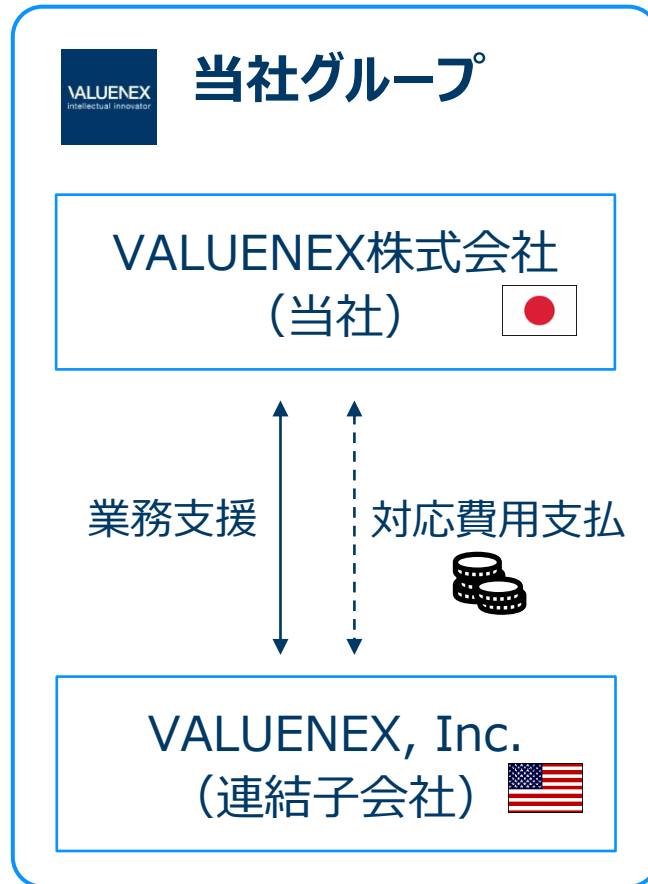 VALUENEX
intellectual innovator
当社グループ
VALUENEX株式会社
（当社）
業務支援
対応費用支払
VALUENEX, Inc.
（連結子会社）